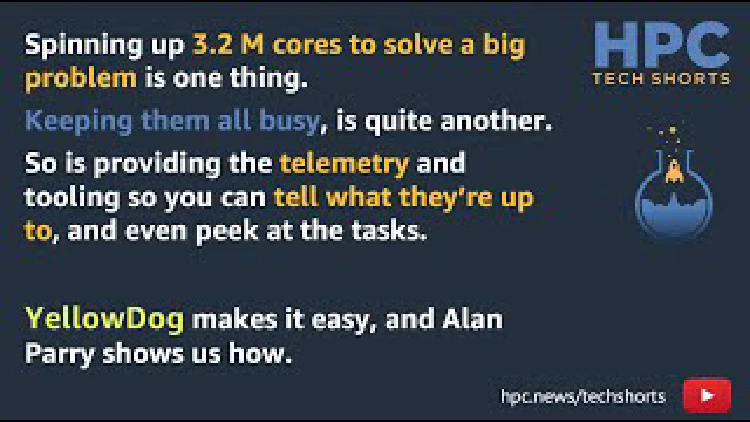 Spinning up 3.2 M cores to solve a big
problem is one thing.
Keeping them all busy, is quite another.
So is providing the telemetry and
tooling so you can tell what they're up
to, and even peek at the tasks.
YellowDog makes it easy, and Alan
Parry shows us how.
HPC
TECH SHORTS
hpc.news/techshorts